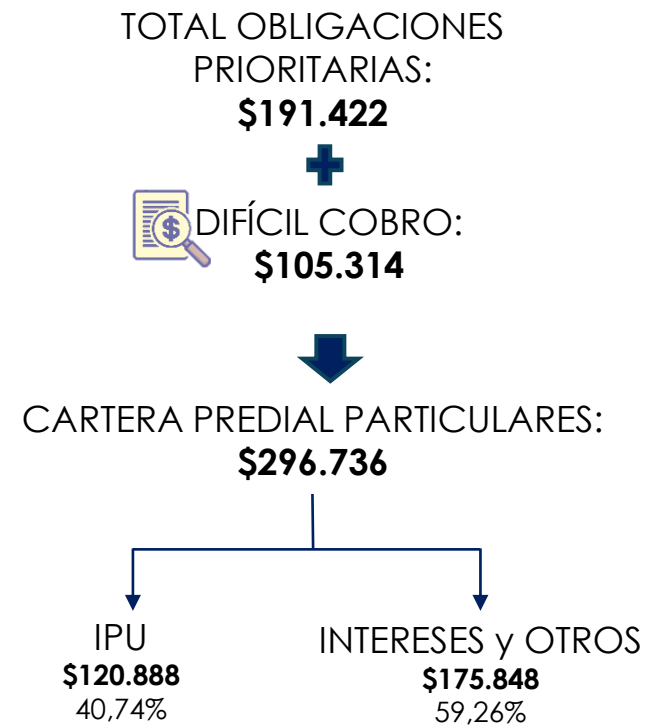 TOTAL OBLIGACIONES
PRIORITARIAS:
$191.422
$
DIFÍCIL COBRO:
$105.314
CARTERA PREDIAL PARTICULARES:
$296.736
IPU
$120.888
40,74%
INTERESES y OTROS
$175.848
59,26%